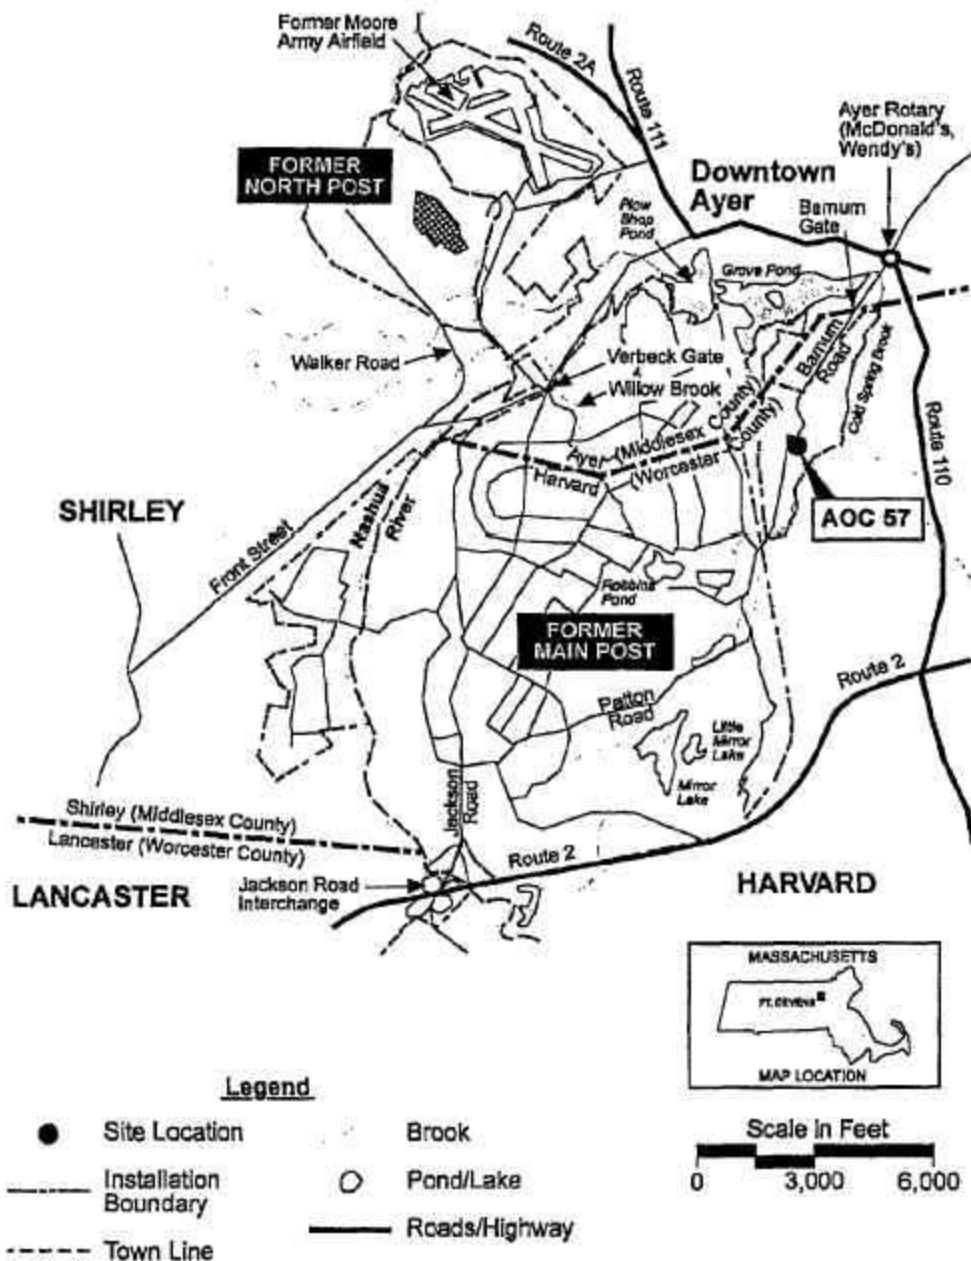 Former Moore
Army Airfield
Route 2A
Route 111
Ayer Rotary
(McDonald's,
Wendy's)
FORMER
NORTH POST
Downtown
Ayer
Plow
Shop
Pond
Barnum
Gate
Grove Pond
Walker Road
Verbeck Gate
Willow Brook
Barnum
Road
Cold Spring Brook
Ayer (Middlesex County)
Harvard (Worcester County)
Route 110
SHIRLEY
Nashua
River
Front Street
AOC 57
Robbins
Pond
FORMER
MAIN POST
Route 2
Patton
Road
Little
Mirror
Lake
Mirror
Lake
Jackson
Road
Shirley (Middlesex County)
Lancaster (Worcester County)
Route 2
LANCASTER
Jackson Road
Interchange
HARVARD
MASSACHUSETTS
FT. DEVENS
MAP LOCATION
Legend
Site Location
Brook
Installation
Boundary
Pond/Lake
Town Line
Roads/Highway
Scale in Feet
0 3,000 6,000